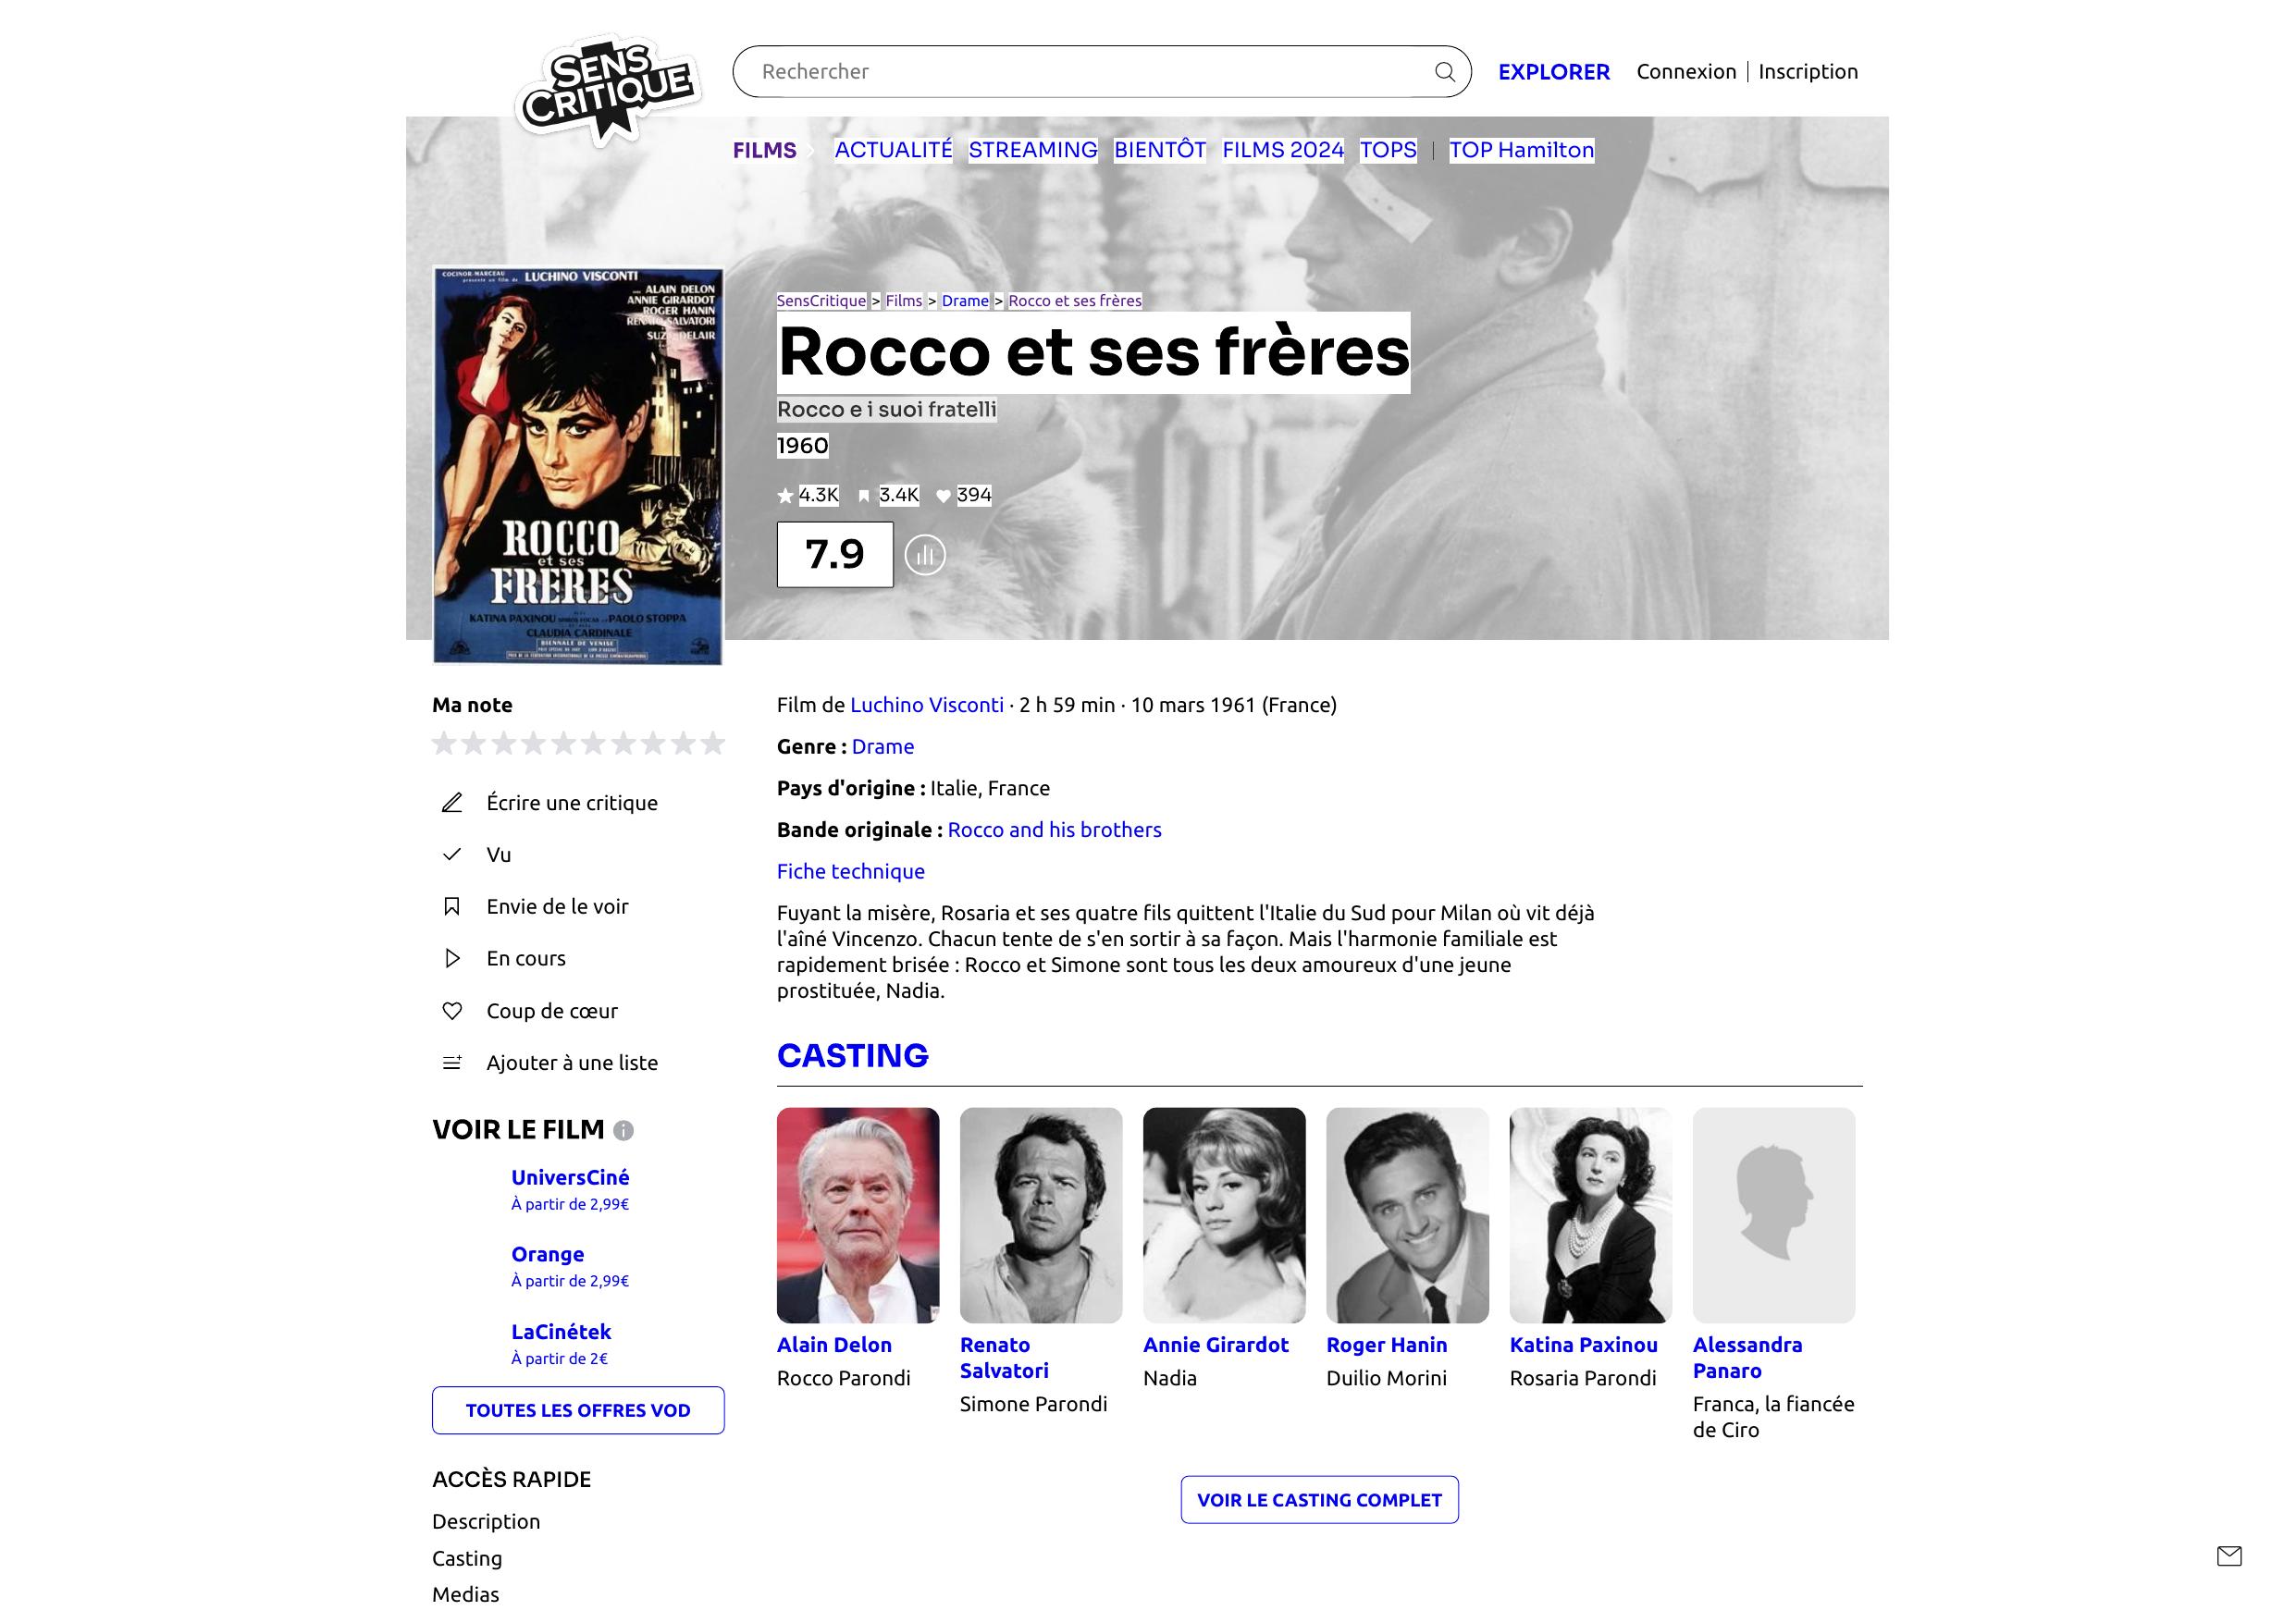 SENS
CRITIQUE
Rechercher
EXPLORER
Connexion | Inscription
FILMS
ACTUALITÉ STREAMING BIENTÔT FILMS 2024 TOPS | TOP Hamilton
COCINOR-MARCEAU
présente un film de LUCHINO VISCONTI
ALAIN DELON
ANNIE GIRARDOT
ROGER HANIN
RENATO SALVATORI
SUZY DELAIR
ROCCO
et ses
FRERES
KATINA PAXINOU
PAOLO STOPPA
CLAUDIA CARDINALE
BIENNALE DE VENISE
SensCritique > Films > Drame > Rocco et ses frères
Rocco et ses frères
Rocco e i suoi fratelli
1960
4.3K 3.4K 394
7.9
Ma note
Écrire une critique
Vu
Envie de le voir
En cours
Coup de cœur
Ajouter à une liste
VOIR LE FILM
UniversCiné
À partir de 2,99€
Orange
À partir de 2,99€
LaCinétek
À partir de 2€
TOUTES LES OFFRES VOD
ACCÈS RAPIDE
Description
Casting
Medias
Film de Luchino Visconti · 2 h 59 min · 10 mars 1961 (France)
Genre : Drame
Pays d'origine : Italie, France
Bande originale : Rocco and his brothers
Fiche technique
Fuyant la misère, Rosaria et ses quatre fils quittent l'Italie du Sud pour Milan où vit déjà
l'aîné Vincenzo. Chacun tente de s'en sortir à sa façon. Mais l'harmonie familiale est
rapidement brisée : Rocco et Simone sont tous les deux amoureux d'une jeune
prostituée, Nadia.
CASTING
Alain Delon
Rocco Parondi
Renato
Salvatori
Simone Parondi
Annie Girardot
Nadia
Roger Hanin
Duilio Morini
Katina Paxinou
Rosaria Parondi
Alessandra
Panaro
Franca, la fiancée
de Ciro
VOIR LE CASTING COMPLET